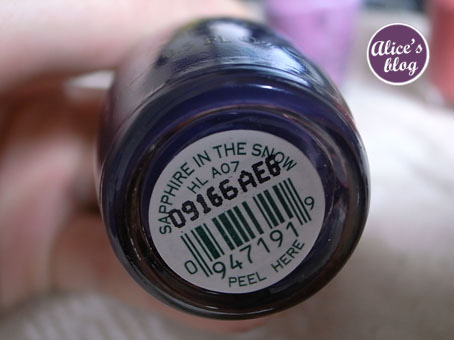 Alice's
blog
SAPPHIRE IN THE SNOW
HL A07
09166AE6
0 947191 9
PEEL HERE